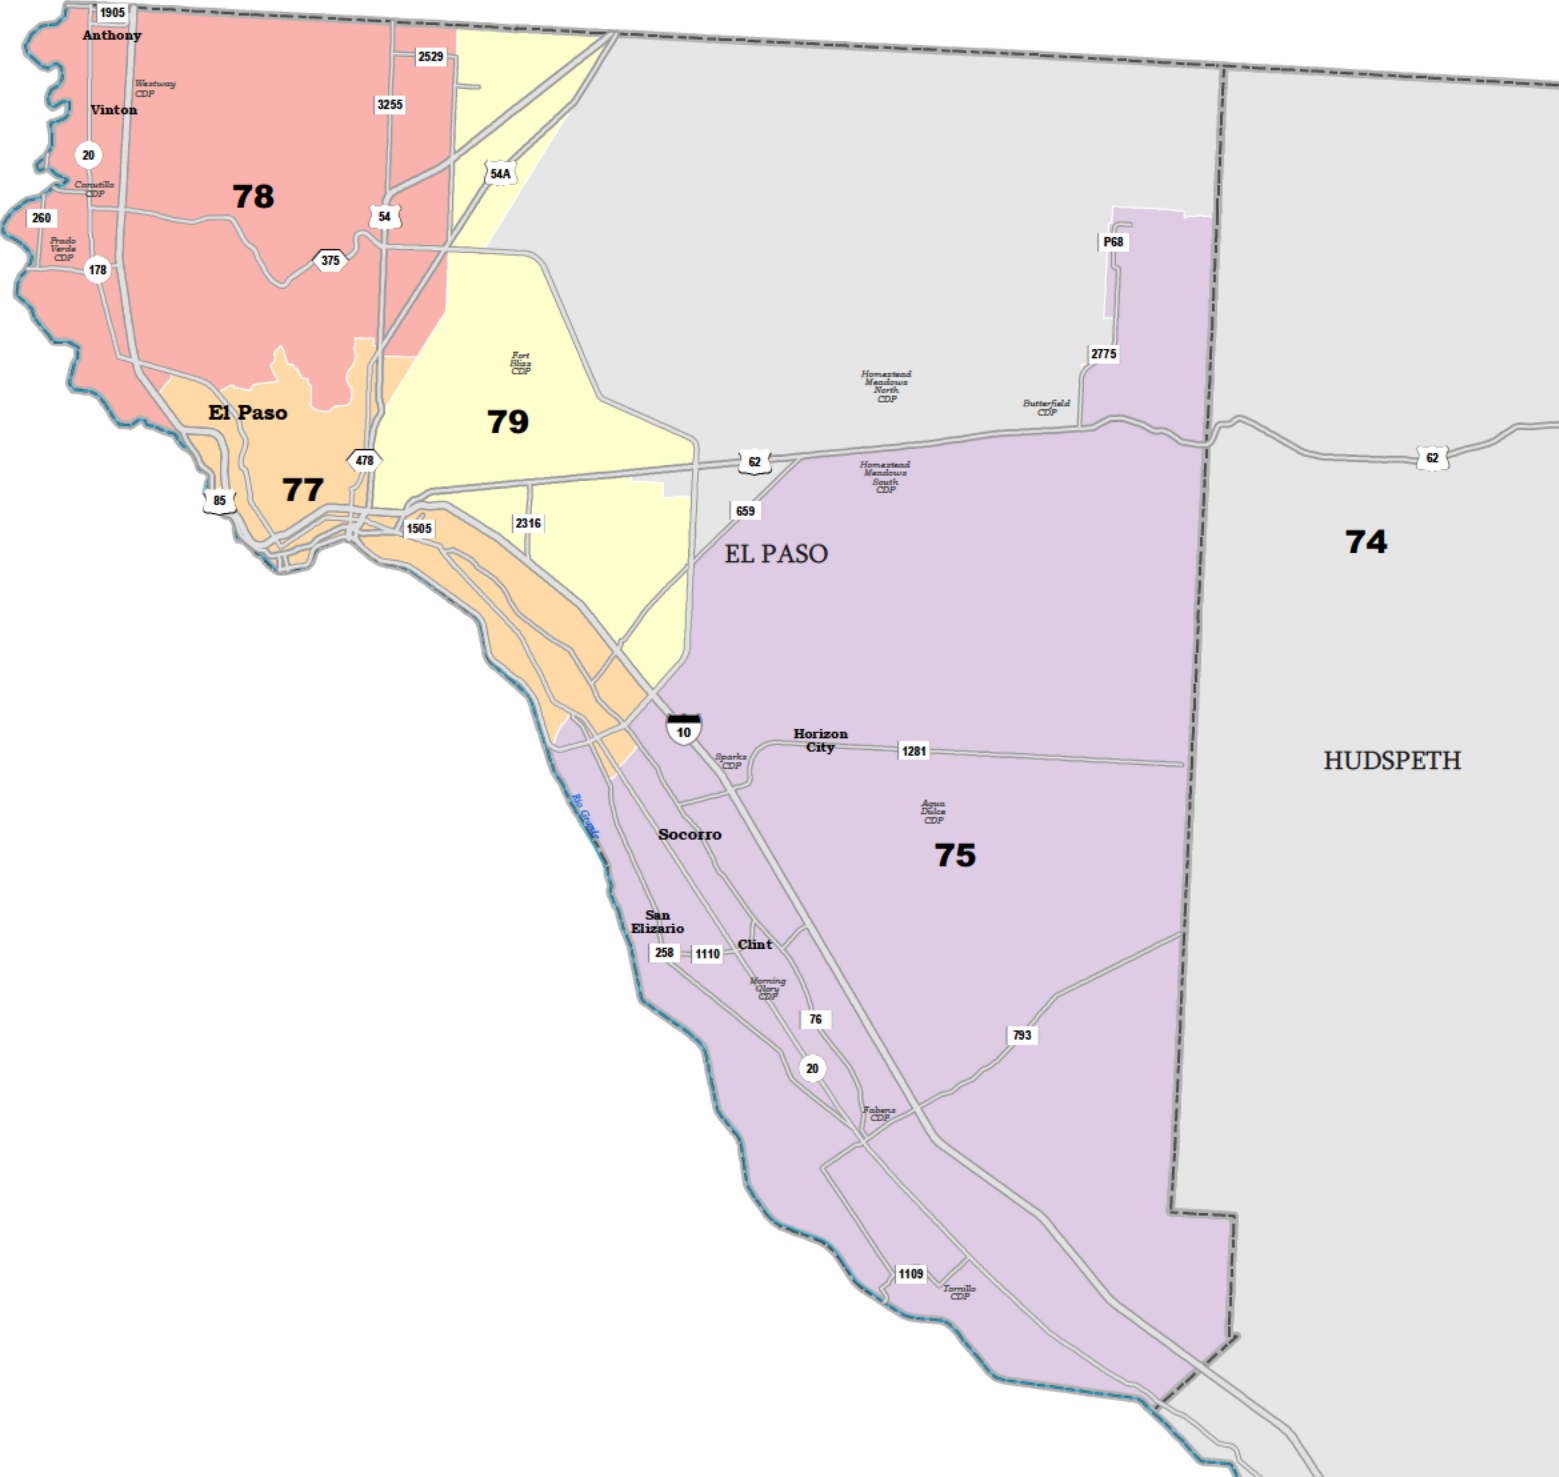 1905
Anthony
2529
Westway
CDP
3255
Vinton
20
54A
Canutillo
CDP
78
260
54
P68
Prado
Verde
CDP
375
178
2775
Fort
Bliss
CDP
Homestead
Meadows
North
CDP
Butterfield
CDP
El Paso
79
478
62
62
Homestead
Meadows
South
CDP
77
85
659
1505
2316
74
EL PASO
10
Horizon
City
1281
Sparks
CDP
HUDSPETH
Rio Grande
Agua
Dulce
CDP
Socorro
75
San
Elizario
258
1110
Clint
Morning
Glory
CDP
76
793
20
Fabens
CDP
1109
Tornillo
CDP